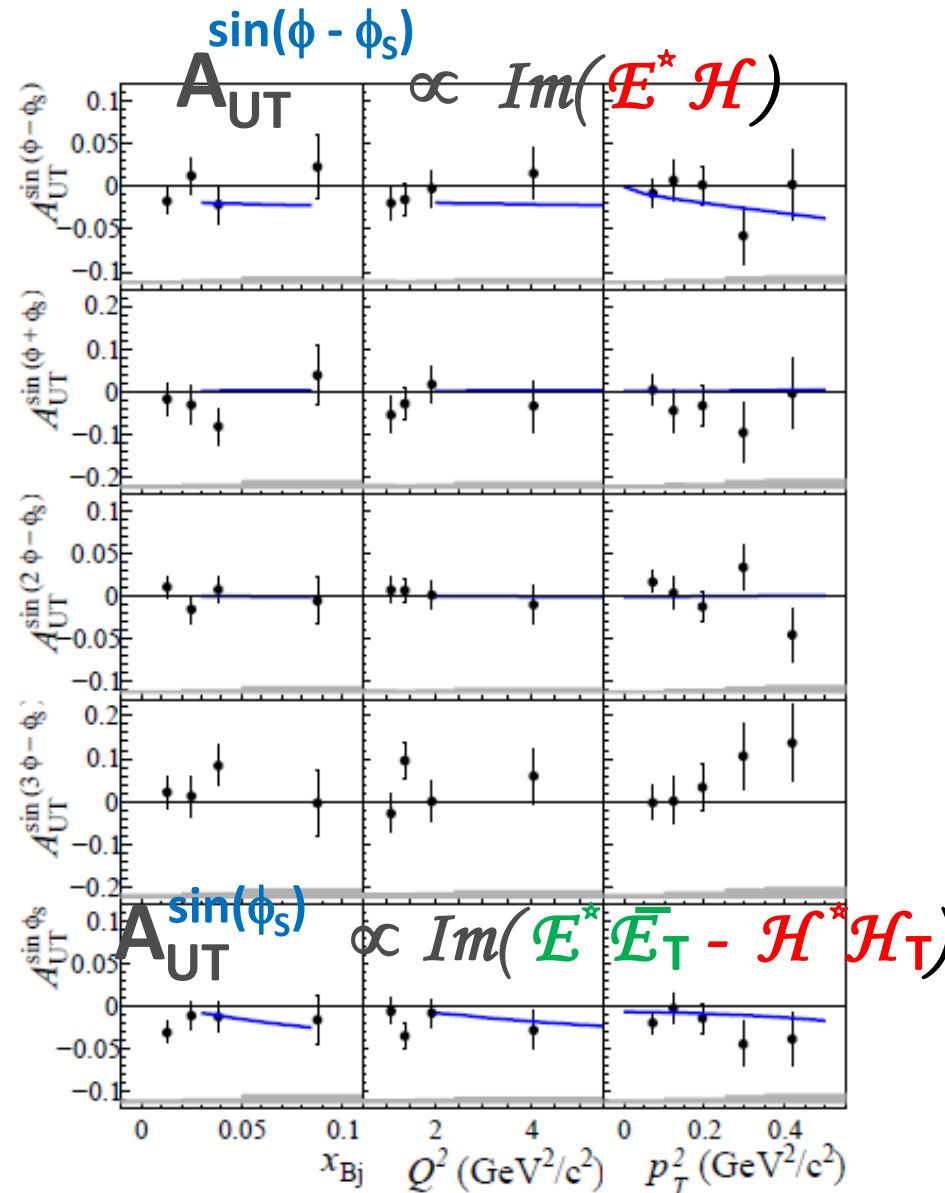 A_UT^sin(ϕ - ϕ_S) ∝ Im(ℰ* ℋ)
A_UT^sin (ϕ − ϕ_S)
0.1
0.05
0
−0.05
−0.1
A_UT^sin (ϕ + ϕ_S)
0.2
0.1
0
−0.1
−0.2
A_UT^sin (2 ϕ − ϕ_S)
0.1
0.05
0
−0.05
−0.1
A_UT^sin (3 ϕ − ϕ_S)
0.2
0.1
0
−0.1
−0.2
A_UT^sin(ϕ_S) ∝ Im( ℰ* ℰ̅_T - ℋ* ℋ_T)
A_UT^sin ϕ_S
0.1
0.05
0
−0.05
−0.1
0 0.05 0.1 2 4 0 0.2 0.4
x_Bj Q² (GeV²/c²) p_T² (GeV²/c²)